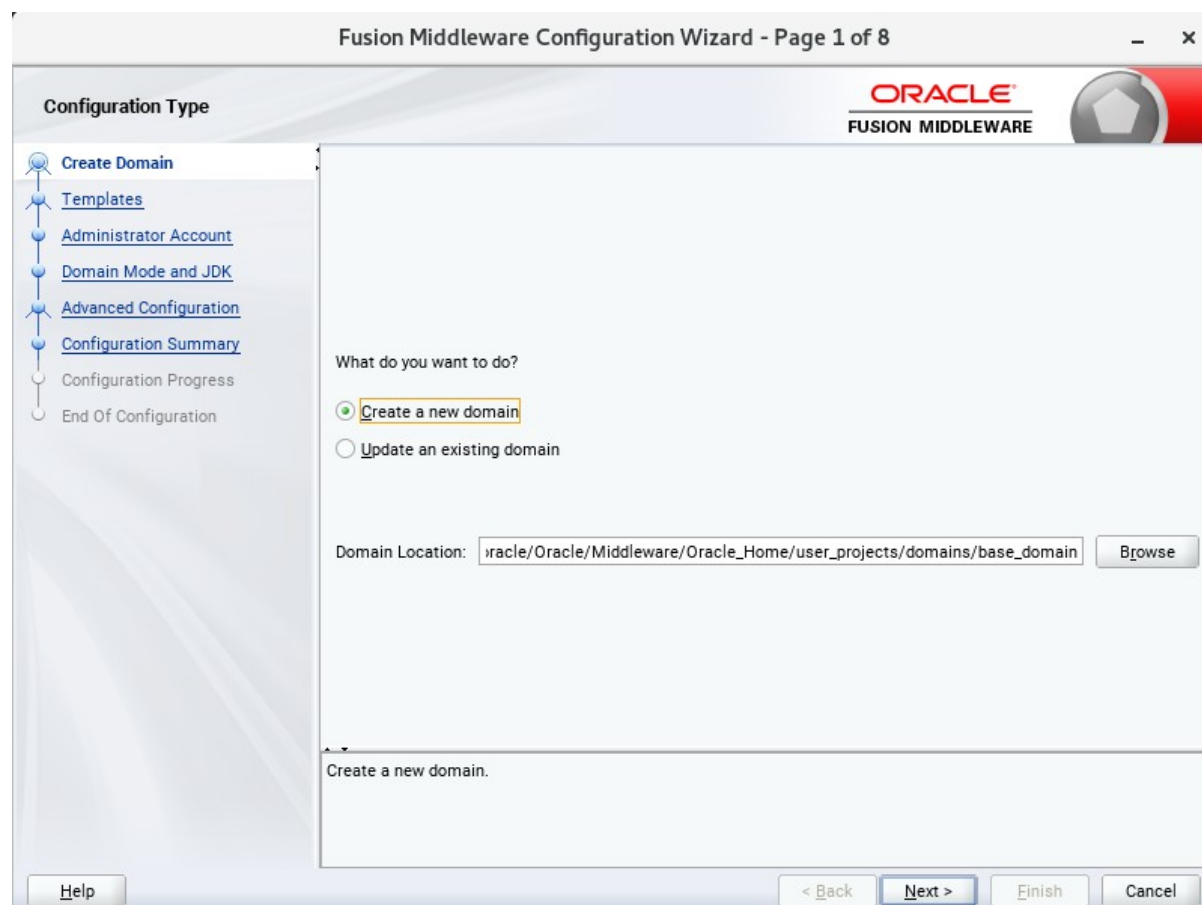 Fusion Middleware Configuration Wizard - Page 1 of 8
Configuration Type
ORACLE
FUSION MIDDLEWARE
Create Domain
Templates
Administrator Account
Domain Mode and JDK
Advanced Configuration
Configuration Summary
Configuration Progress
End Of Configuration
What do you want to do?
Create a new domain
Update an existing domain
Domain Location: racle/Oracle/Middleware/Oracle_Home/user_projects/domains/base_domain Browse
Create a new domain.
Help < Back Next > Finish Cancel